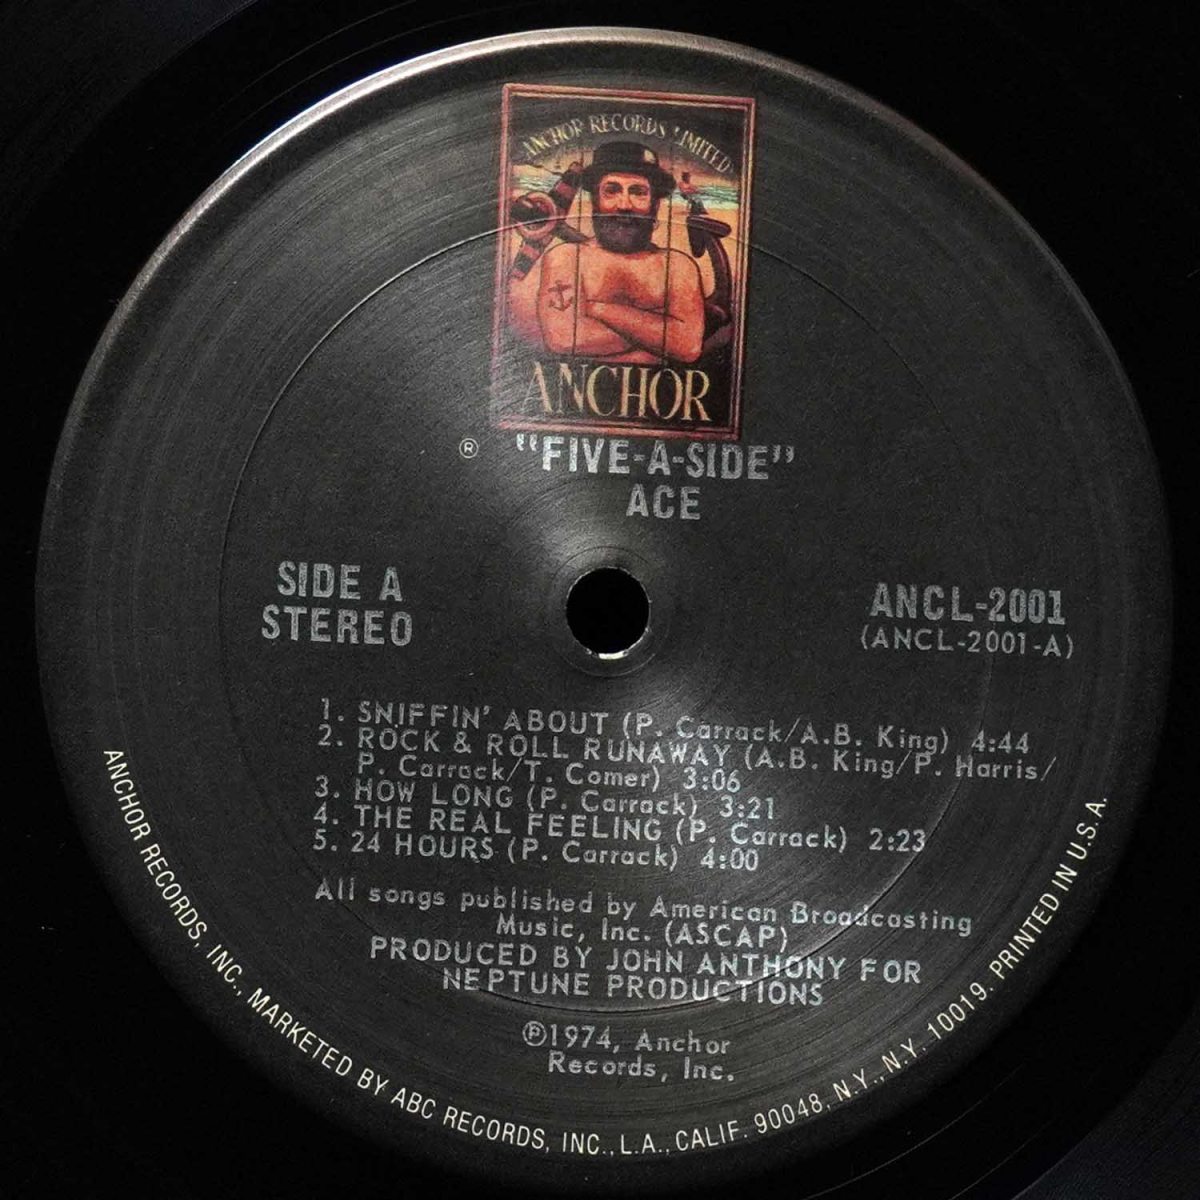 ANCHOR RECORDS LIMITED
ANCHOR
® "FIVE-A-SIDE"
ACE
SIDE A
STEREO
ANCL-2001
(ANCL-2001-A)
1. SNIFFIN' ABOUT (P. Carrack/A.B. King) 4:44
2. ROCK & ROLL RUNAWAY (A.B. King/P. Harris/
P. Carrack/T. Comer) 3:06
3. HOW LONG (P. Carrack) 3:21
4. THE REAL FEELING (P. Carrack) 2:23
5. 24 HOURS (P. Carrack) 4:00
All songs published by American Broadcasting
Music, Inc. (ASCAP)
PRODUCED BY JOHN ANTHONY FOR
NEPTUNE PRODUCTIONS
℗1974, Anchor
Records, Inc.
ANCHOR RECORDS, INC., MARKETED BY ABC RECORDS, INC., L.A., CALIF. 90048, N.Y., N.Y. 10019. PRINTED IN U.S.A.